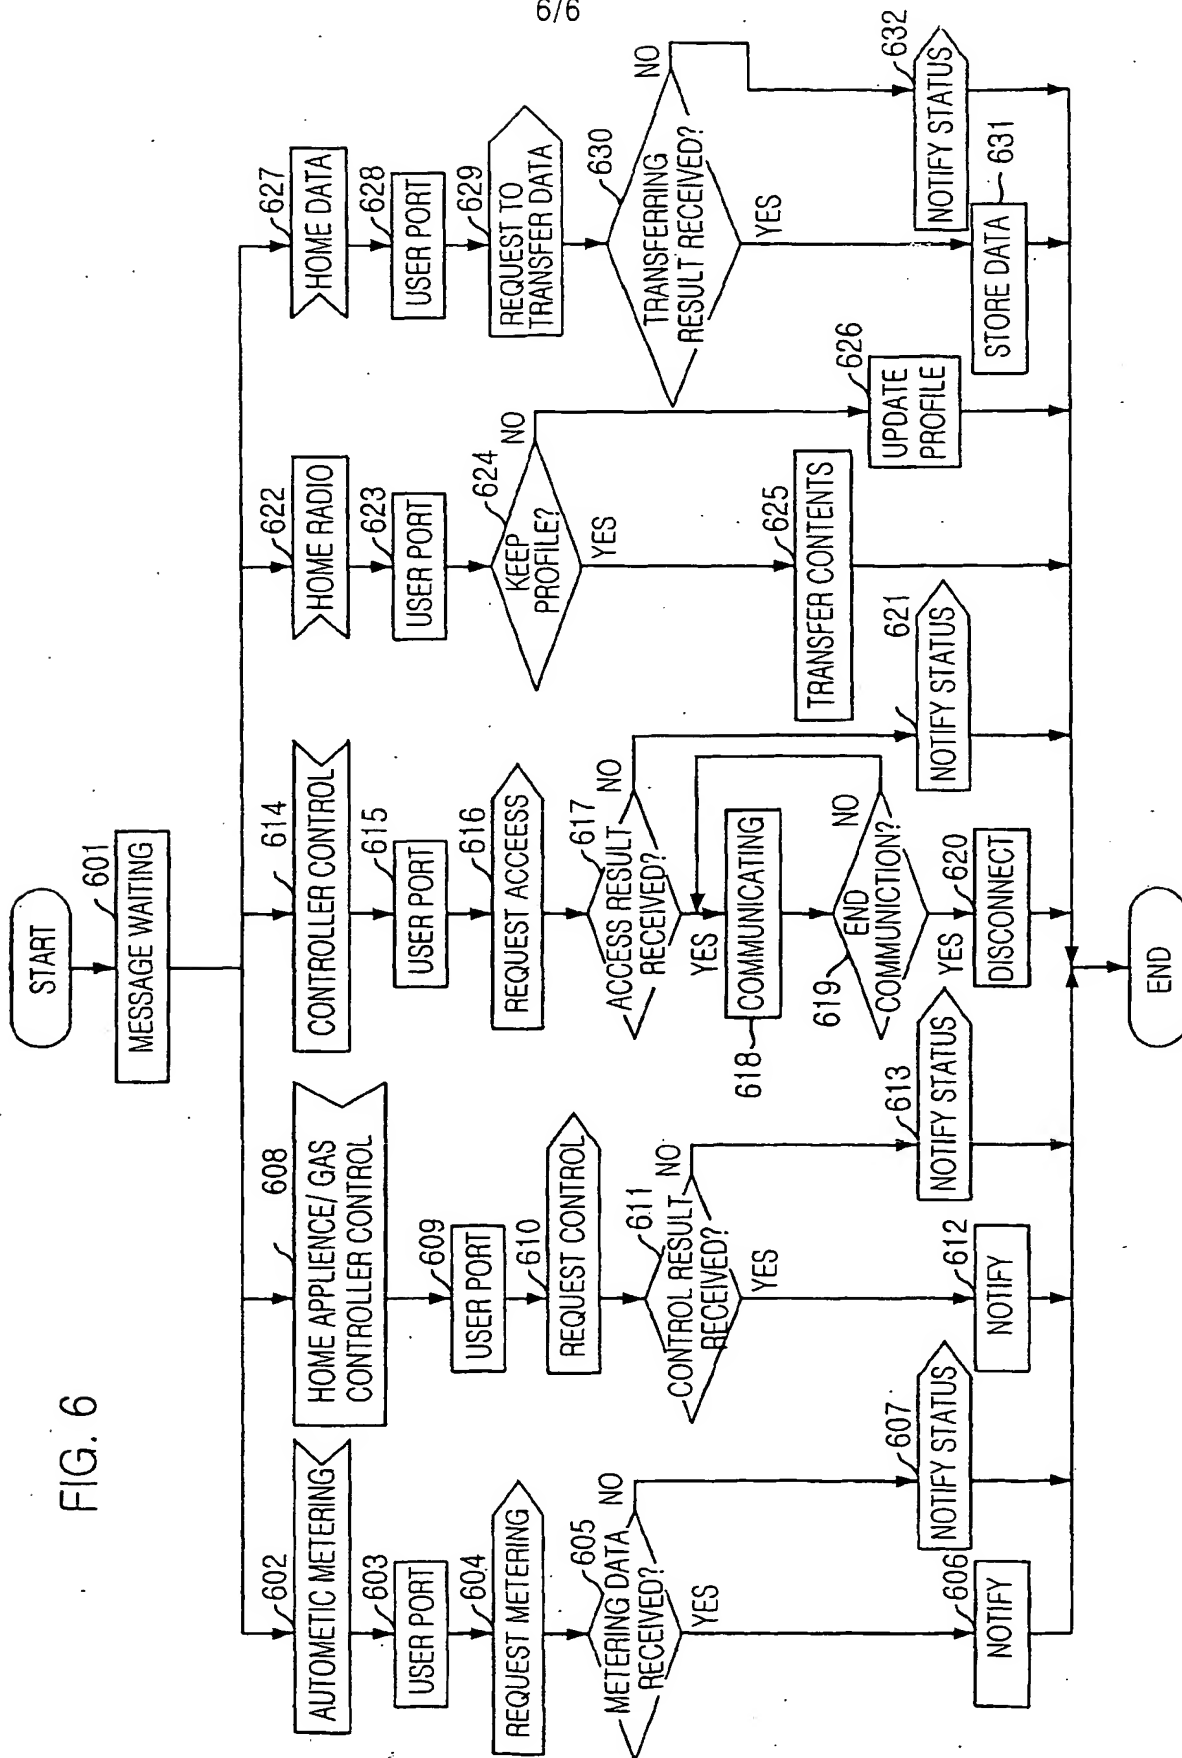 6/6
FIG. 6
START
601
MESSAGE WAITING
602
AUTOMETIC METERING
603
USER PORT
604
REQUEST METERING
605
METERING DATA
RECEIVED?
NO
YES
606
NOTIFY
607
NOTIFY STATUS
608
HOME APPLIENCE/ GAS
CONTROLLER CONTROL
609
USER PORT
610
REQUEST CONTROL
611
CONTROL RESULT
RECEIVED?
NO
YES
612
NOTIFY
613
NOTIFY STATUS
614
CONTROLLER CONTROL
615
USER PORT
616
REQUEST ACCESS
617
ACCESS RESULT
RECEIVED?
NO
YES
618
COMMUNICATING
619
END
COMMUNICTION?
NO
YES
620
DISCONNECT
621
NOTIFY STATUS
622
HOME RADIO
623
USER PORT
624
KEEP
PROFILE?
NO
YES
625
TRANSFER CONTENTS
626
UPDATE
PROFILE
627
HOME DATA
628
USER PORT
629
REQUEST TO
TRANSFER DATA
630
TRANSFERRING
RESULT RECEIVED?
NO
YES
631
STORE DATA
632
NOTIFY STATUS
END